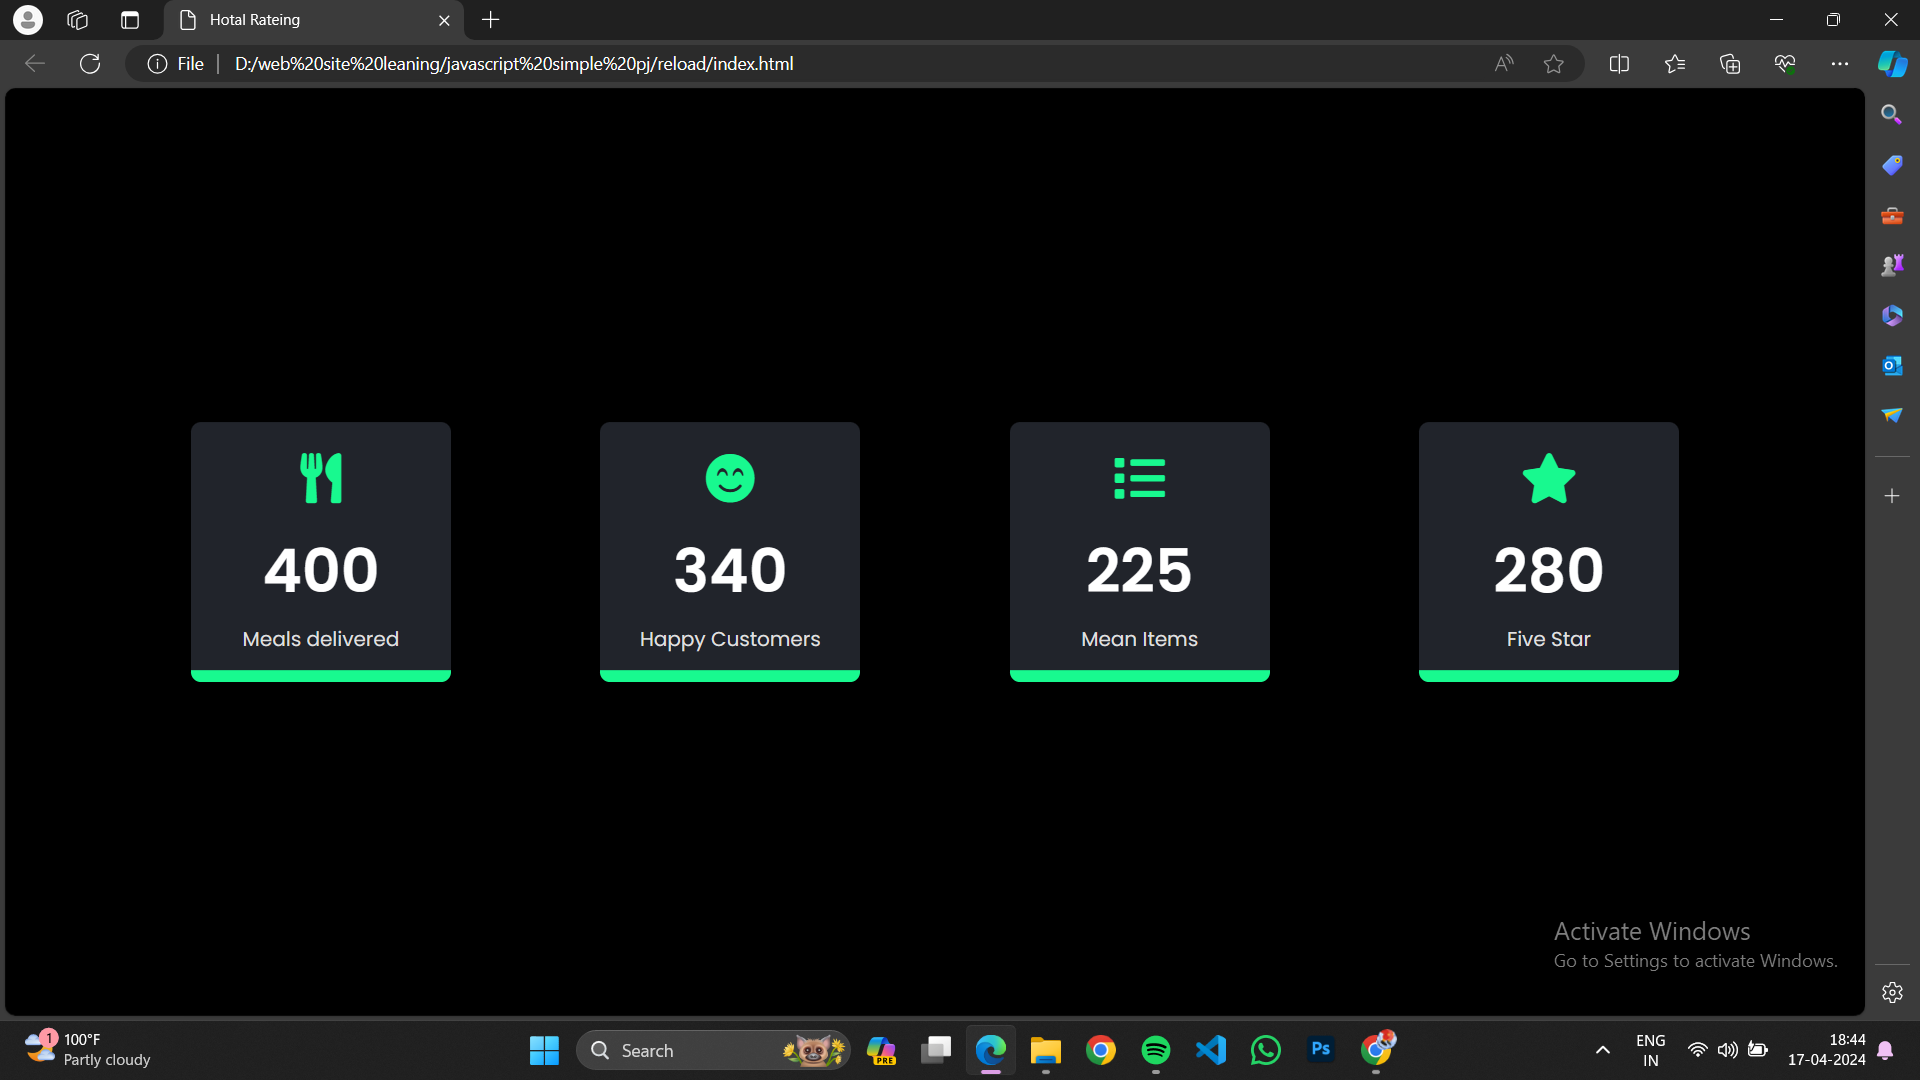 Hotal Rateing
File
D:/web%20site%20leaning/javascript%20simple%20pj/reload/index.html
400
Meals delivered
340
Happy Customers
225
Mean Items
280
Five Star
Activate Windows
Go to Settings to activate Windows.
1
100°F
Partly cloudy
Search
PRE
Ps
ENG
IN
18:44
17-04-2024